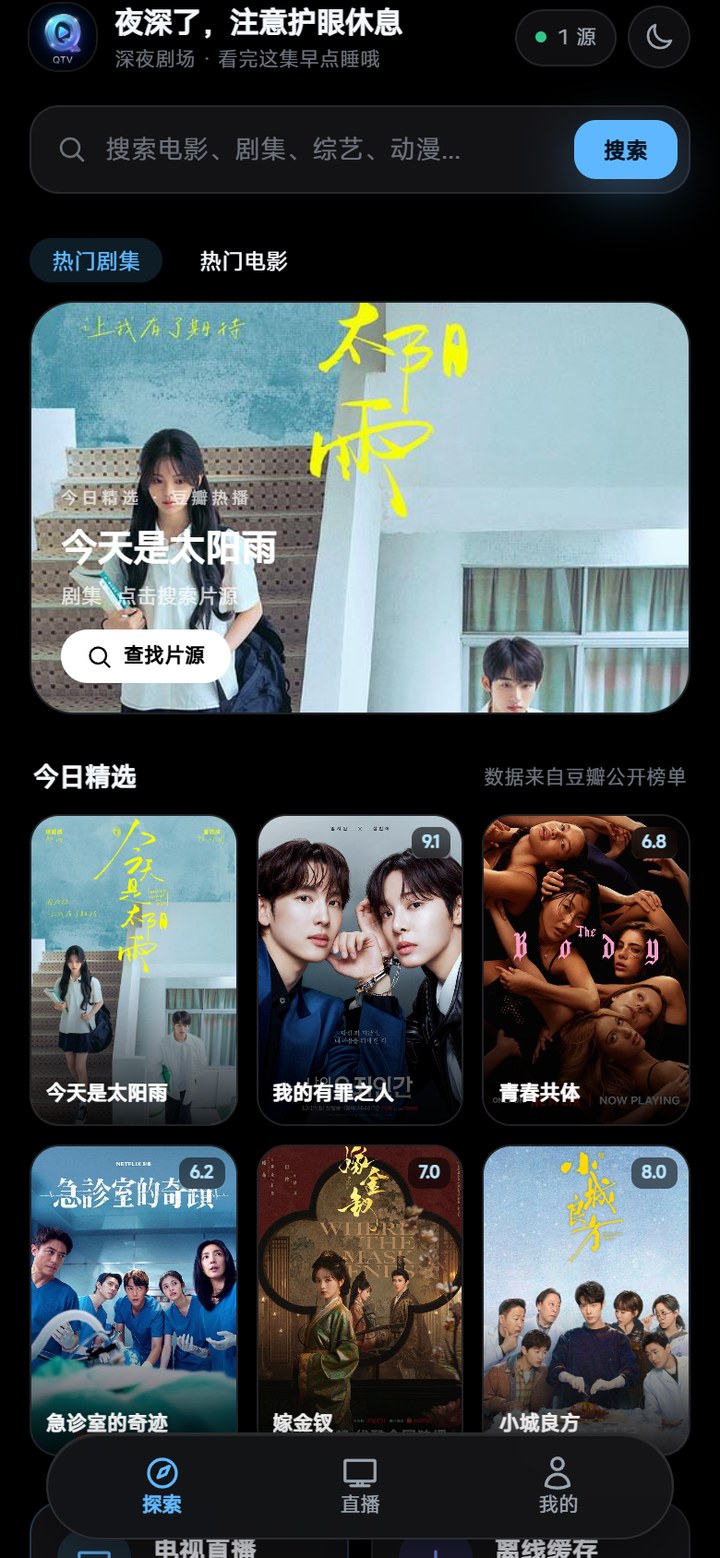 夜深了，注意护眼休息
QTV
深夜剧场 · 看完这集早点睡哦
1 源
搜索电影、剧集、综艺、动漫...
搜索
热门剧集
热门电影
让我有了期待
太阳雨
今日精选 · 豆瓣热播
今天是太阳雨
剧集 · 点击搜索片源
查找片源
今日精选
数据来自豆瓣公开榜单
今天是太阳雨
今天是太阳雨
9.1
我的有罪之人
6.8
The
Body
青春共体
NOW PLAYING
NETFLIX
6.2
急診室的奇蹟
急诊室的奇迹
7.0
嫁金钗
WHERE
THE
MASK
ENDS
嫁金钗
8.0
小城良方
小城良方
探索
直播
我的
电视直播
离线缓存